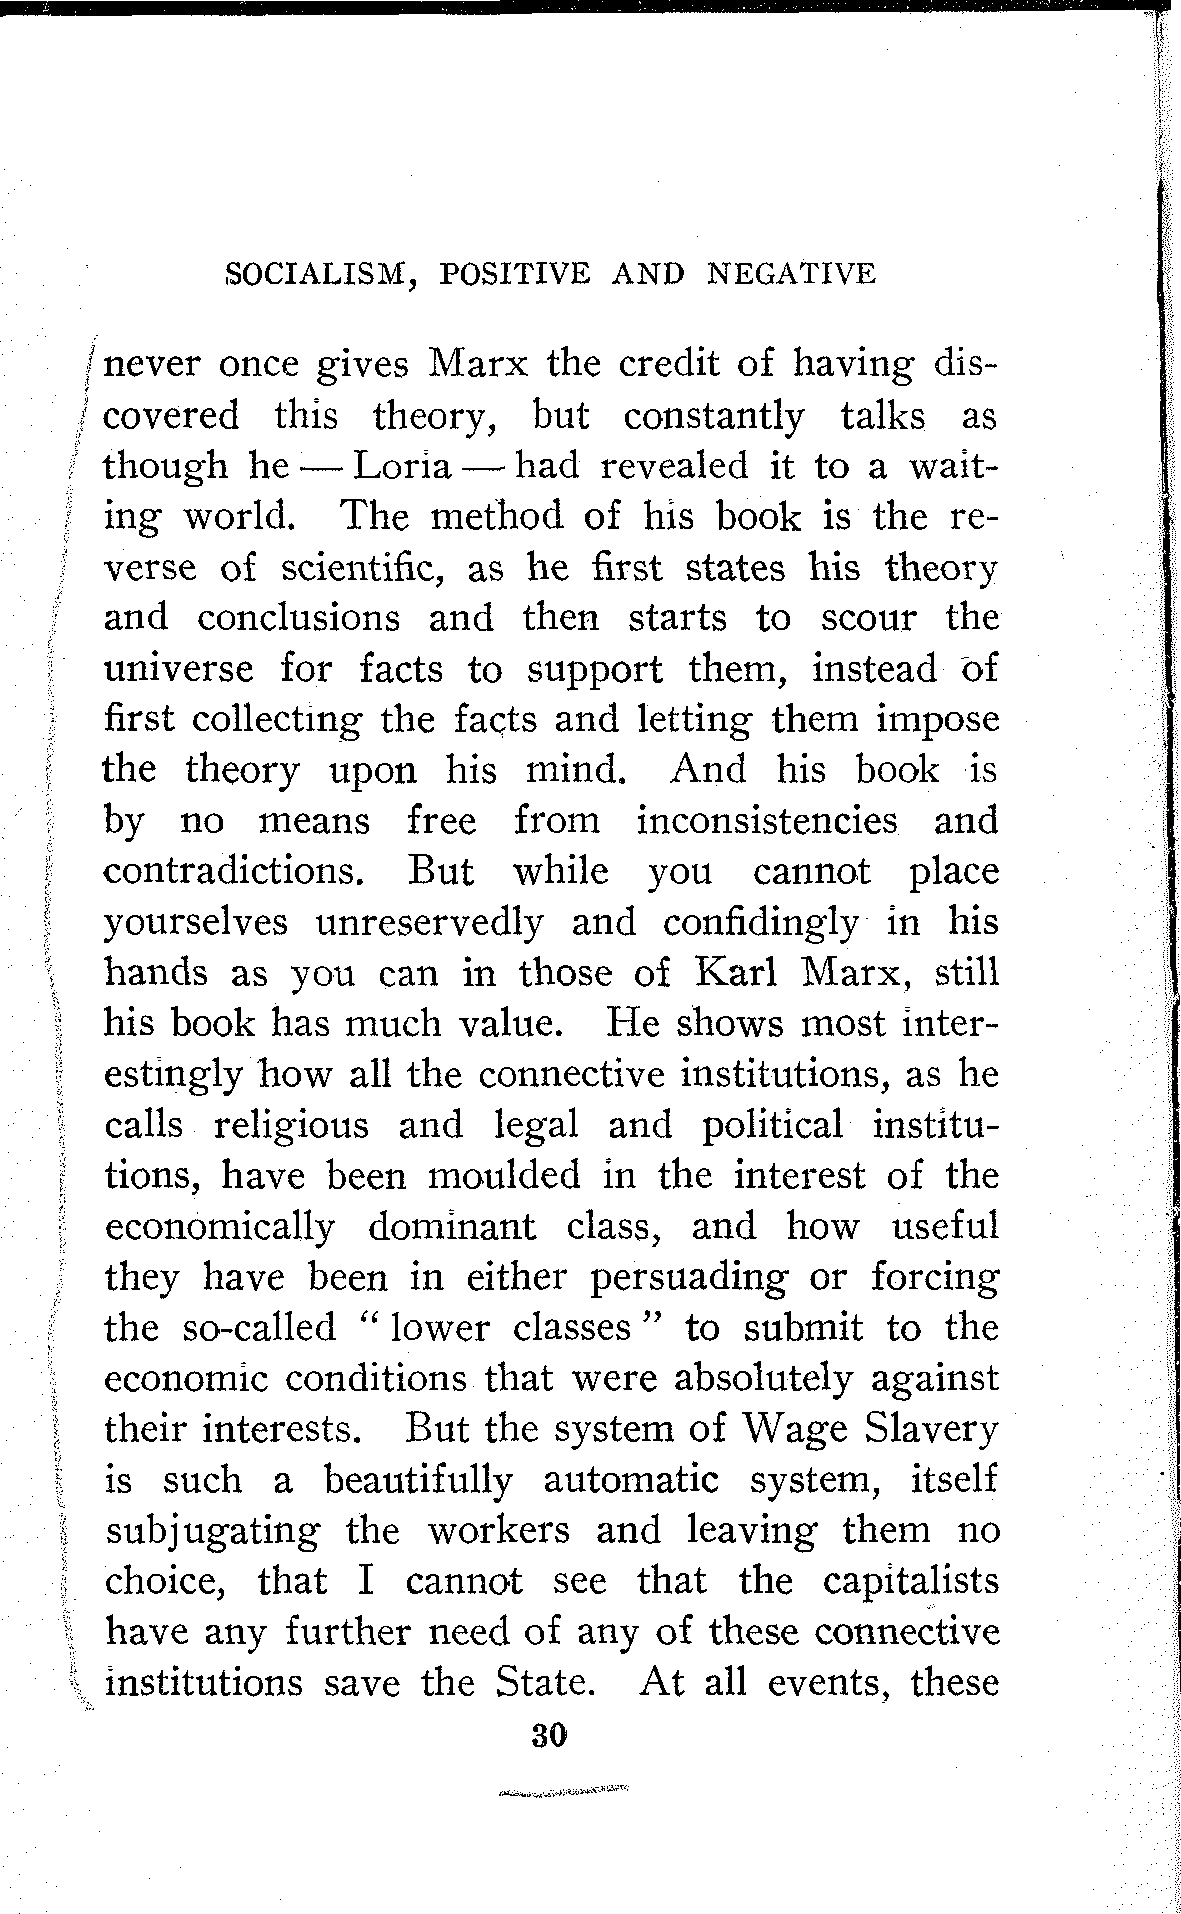 SOCIALISM, POSITIVE AND NEGATIVE
never once gives Marx the credit of having dis-
covered this theory, but constantly talks as
though he — Loria — had revealed it to a wait-
ing world. The method of his book is the re-
verse of scientific, as he first states his theory
and conclusions and then starts to scour the
universe for facts to support them, instead of
first collecting the facts and letting them impose
the theory upon his mind. And his book is
by no means free from inconsistencies and
contradictions. But while you cannot place
yourselves unreservedly and confidingly in his
hands as you can in those of Karl Marx, still
his book has much value. He shows most inter-
estingly how all the connective institutions, as he
calls religious and legal and political institu-
tions, have been moulded in the interest of the
economically dominant class, and how useful
they have been in either persuading or forcing
the so-called “ lower classes ” to submit to the
economic conditions that were absolutely against
their interests. But the system of Wage Slavery
is such a beautifully automatic system, itself
subjugating the workers and leaving them no
choice, that I cannot see that the capitalists
have any further need of any of these connective
institutions save the State. At all events, these
30